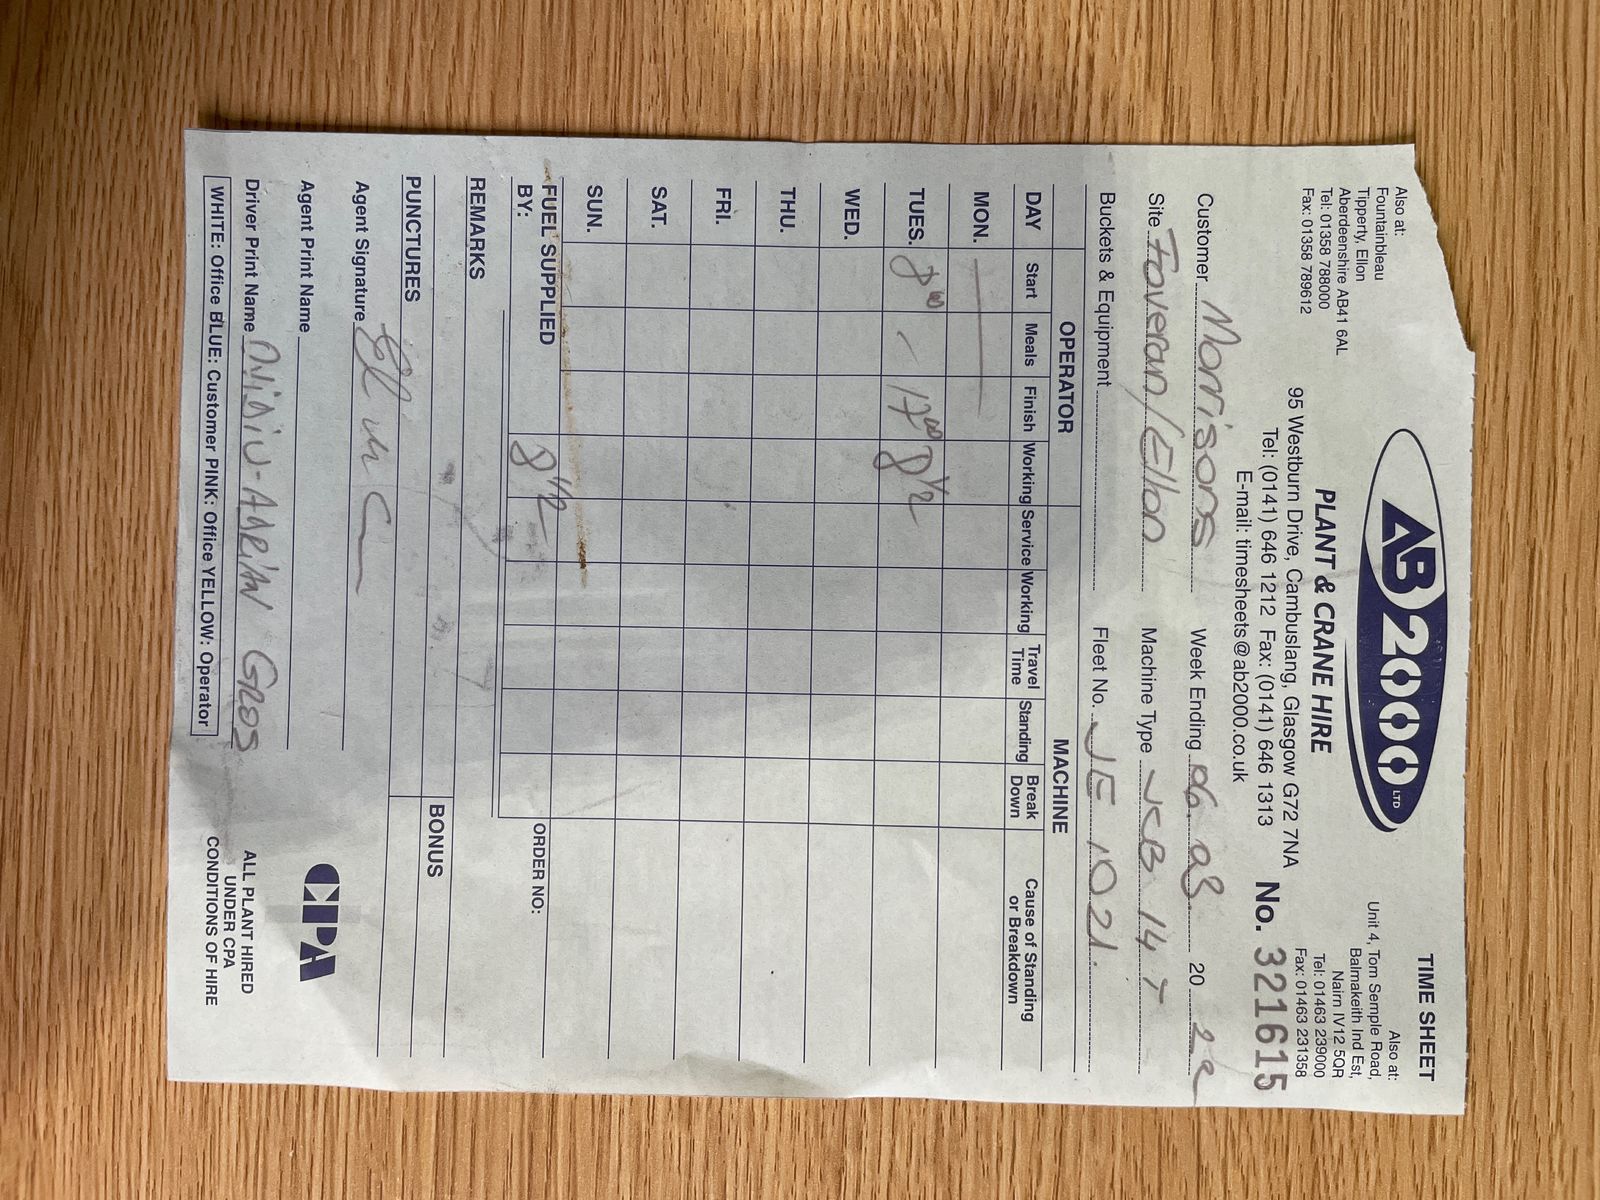 TIME SHEET
AB2000 LTD
PLANT & CRANE HIRE
95 Westburn Drive, Cambuslang, Glasgow G72 7NA
Tel: (0141) 646 1212 Fax: (0141) 646 1313
E-mail: timesheets@ab2000.co.uk
Also at:
Fountainbleau
Tipperty, Ellon
Aberdeenshire AB41 6AL
Tel: 01358 788000
Fax: 01358 789612
Also at:
Unit 4, Tom Semple Road,
Balmakeith Ind Est,
Nairn IV12 5QR
Tel: 01463 239000
Fax: 01463 231358
No. 321615
Customer Morrisons Week Ending 06.03. 20 22
Site Foveran/Ellon Machine Type JCB 14 T
Buckets & Equipment Fleet No. JE 1021.
OPERATOR MACHINE
DAY Start Meals Finish Working Service Working Travel Time Standing Break Down Cause of Standing or Breakdown
MON. —
TUES. 8 00 - 17 00 8 1/2
WED.
THU.
FRI.
SAT.
SUN.
FUEL SUPPLIED BY: 8 1/2 ORDER NO:
REMARKS
BONUS
PUNCTURES
Agent Signature
Agent Print Name
Driver Print Name OVIDIU-ADRIAN GROS
WHITE: Office BLUE: Customer PINK: Office YELLOW: Operator
CPA
ALL PLANT HIRED
UNDER CPA
CONDITIONS OF HIRE